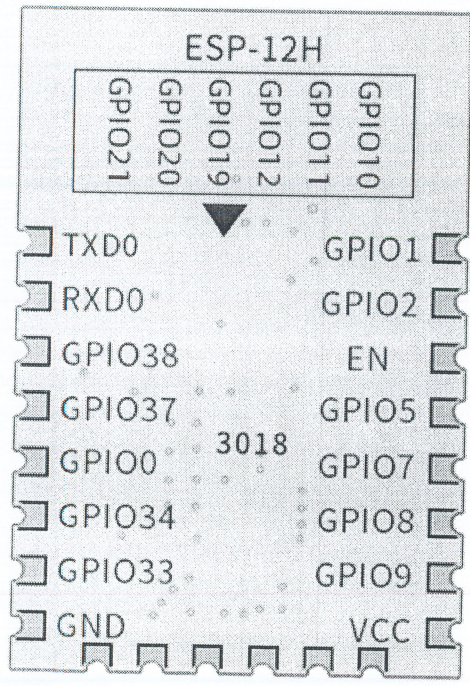 ESP-12H
GPIO21
GPIO20
GPIO19
GPIO12
GPIO11
GPIO10
TXD0
GPIO1
RXD0
GPIO2
GPIO38
EN
GPIO37
GPIO5
3018
GPIO0
GPIO7
GPIO34
GPIO8
GPIO33
GPIO9
GND
VCC